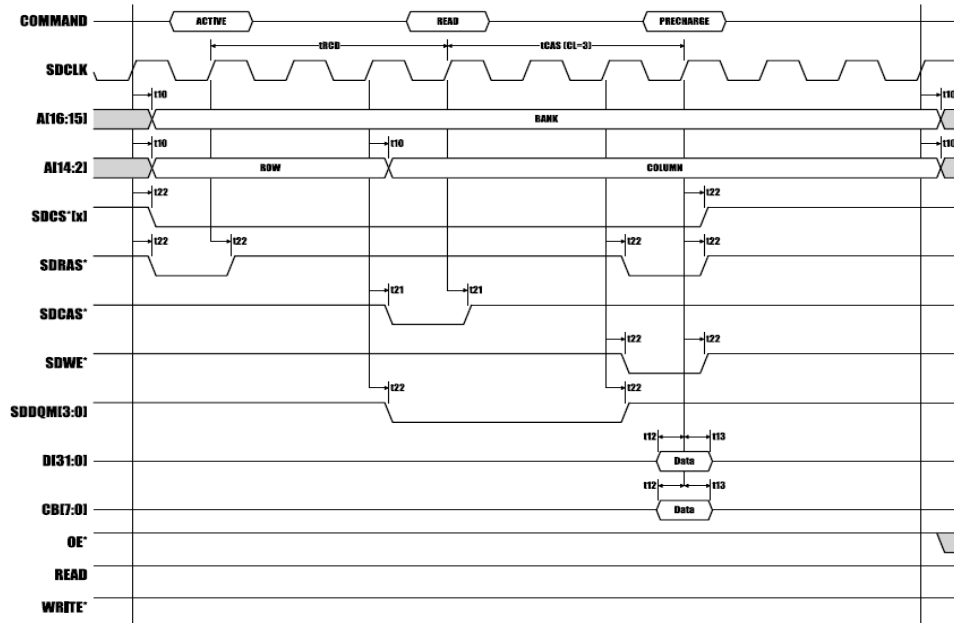 COMMAND ACTIVE READ PRECHARGE
tRCD tCAS (CL=3)
SDCLK
t10 t10
A[16:15] BANK
t10 t10 t10
A[14:2] ROW COLUMN
t22 t22
SDCS*[x]
t22 t22 t22 t22
SDRAS*
t21 t21
SDCAS*
t22 t22
SDWE*
t22 t22
SDDQM[3:0]
t12 t13
D[31:0] Data
t12 t13
CB[7:0] Data
OE*
READ
WRITE*